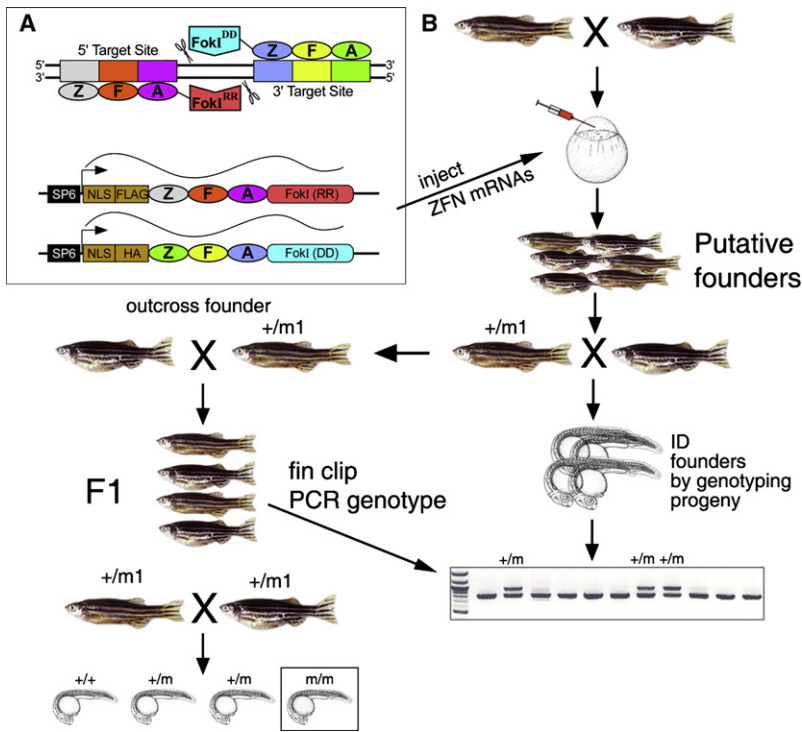 A
5' Target Site
FokI^DD
Z F A
5' 3'
3' 5'
Z F A
FokI^RR
3' Target Site
SP6 NLS FLAG Z F A FokI (RR)
SP6 NLS HA Z F A FokI (DD)
B
X
inject
ZFN mRNAs
Putative
founders
outcross founder
+/m1
X
+/m1
X
F1
fin clip
PCR genotype
ID
founders
by genotyping
progeny
+/m +/m +/m
+/m1 +/m1
X
+/+ +/m +/m m/m